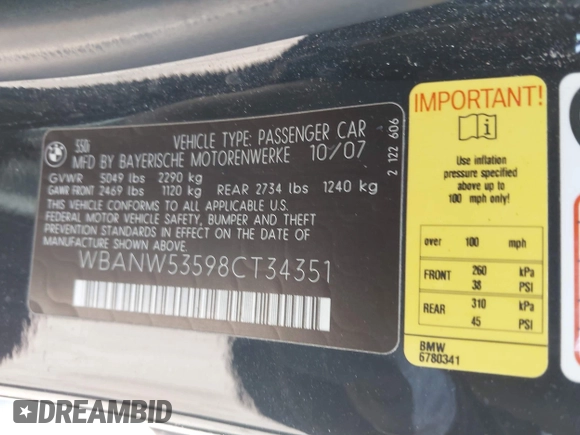 550i VEHICLE TYPE: PASSENGER CAR
MFD BY BAYERISCHE MOTORENWERKE 10/07
GVWR 5049 lbs 2290 kg
GAWR FRONT 2469 lbs 1120 kg REAR 2734 lbs 1240 kg
THIS VEHICLE CONFORMS TO ALL APPLICABLE U.S.
FEDERAL MOTOR VEHICLE SAFETY, BUMPER AND THEFT
PREVENTION STANDARDS IN EFFECT ON THE DATE OF
MANUFACTURE SHOWN ABOVE.
WBANW53598CT34351
2 122 606
IMPORTANT!
Use inflation
pressure specified
above up to
100 mph only!
over 100 mph
FRONT 260 kPa
38 PSI
REAR 310 kPa
45 PSI
BMW
6780341
DREAMBID